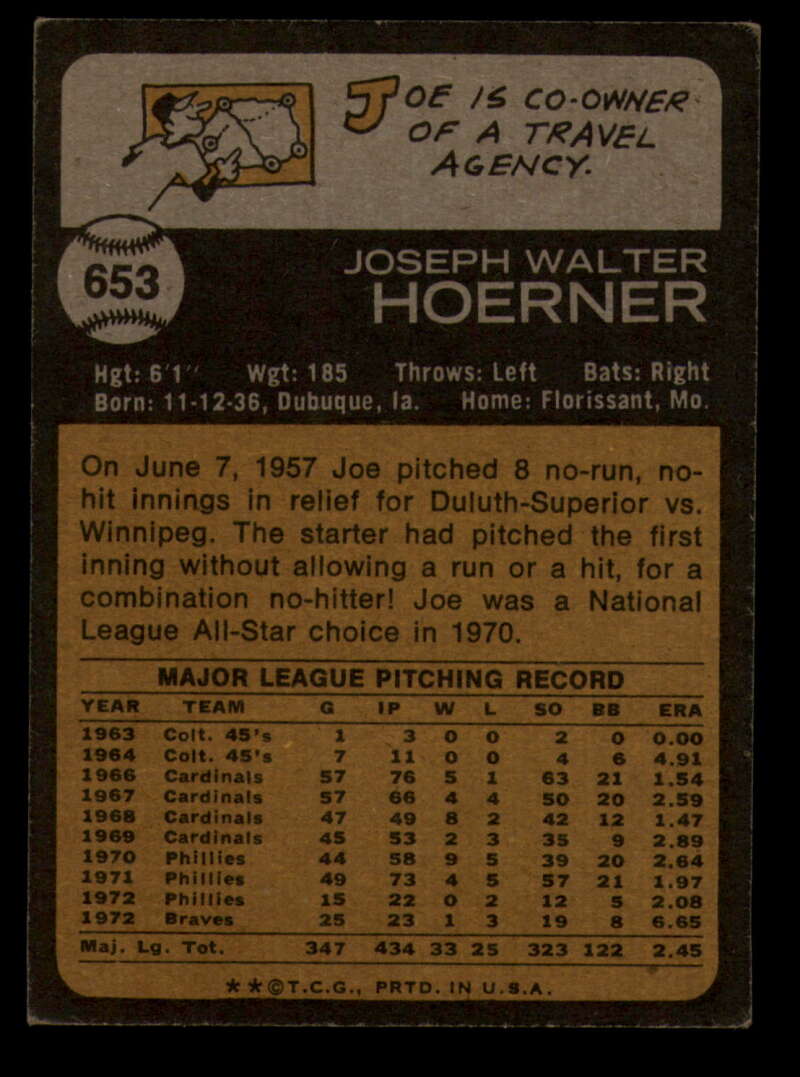 JOE IS CO-OWNER
OF A TRAVEL
AGENCY.
653
JOSEPH WALTER
HOERNER
Hgt: 6'1" Wgt: 185 Throws: Left Bats: Right
Born: 11-12-36, Dubuque, Ia. Home: Florissant, Mo.
On June 7, 1957 Joe pitched 8 no-run, no-
hit innings in relief for Duluth-Superior vs.
Winnipeg. The starter had pitched the first
inning without allowing a run or a hit, for a
combination no-hitter! Joe was a National
League All-Star choice in 1970.
MAJOR LEAGUE PITCHING RECORD
YEAR TEAM G IP W L SO BB ERA
1963 Colt. 45's 1 3 0 0 2 0 0.00
1964 Colt. 45's 7 11 0 0 4 6 4.91
1966 Cardinals 57 76 5 1 63 21 1.54
1967 Cardinals 57 66 4 4 50 20 2.59
1968 Cardinals 47 49 8 2 42 12 1.47
1969 Cardinals 45 53 2 3 35 9 2.89
1970 Phillies 44 58 9 5 39 20 2.64
1971 Phillies 49 73 4 5 57 21 1.97
1972 Phillies 15 22 0 2 12 5 2.08
1972 Braves 25 23 1 3 19 8 6.65
Maj. Lg. Tot. 347 434 33 25 323 122 2.45
**©T.C.G., PRTD. IN U.S.A.